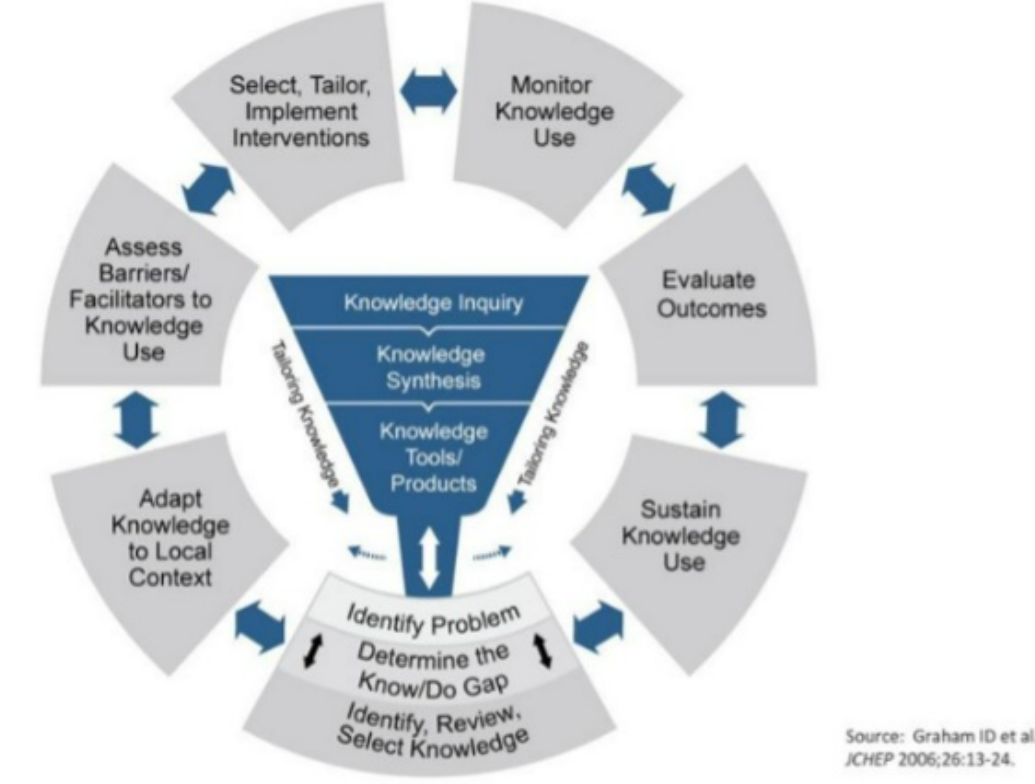 Select, Tailor,
Implement
Interventions
Monitor
Knowledge
Use
Assess
Barriers/
Facilitators to
Knowledge
Use
Evaluate
Outcomes
Knowledge Inquiry
Knowledge
Synthesis
Knowledge
Tools/
Products
Tailoring Knowledge
Tailoring Knowledge
Adapt
Knowledge
to Local
Context
Sustain
Knowledge
Use
Identify Problem
Determine the
Know/Do Gap
Identify, Review,
Select Knowledge
Source: Graham ID et al
JCHEP 2006;26:13-24.